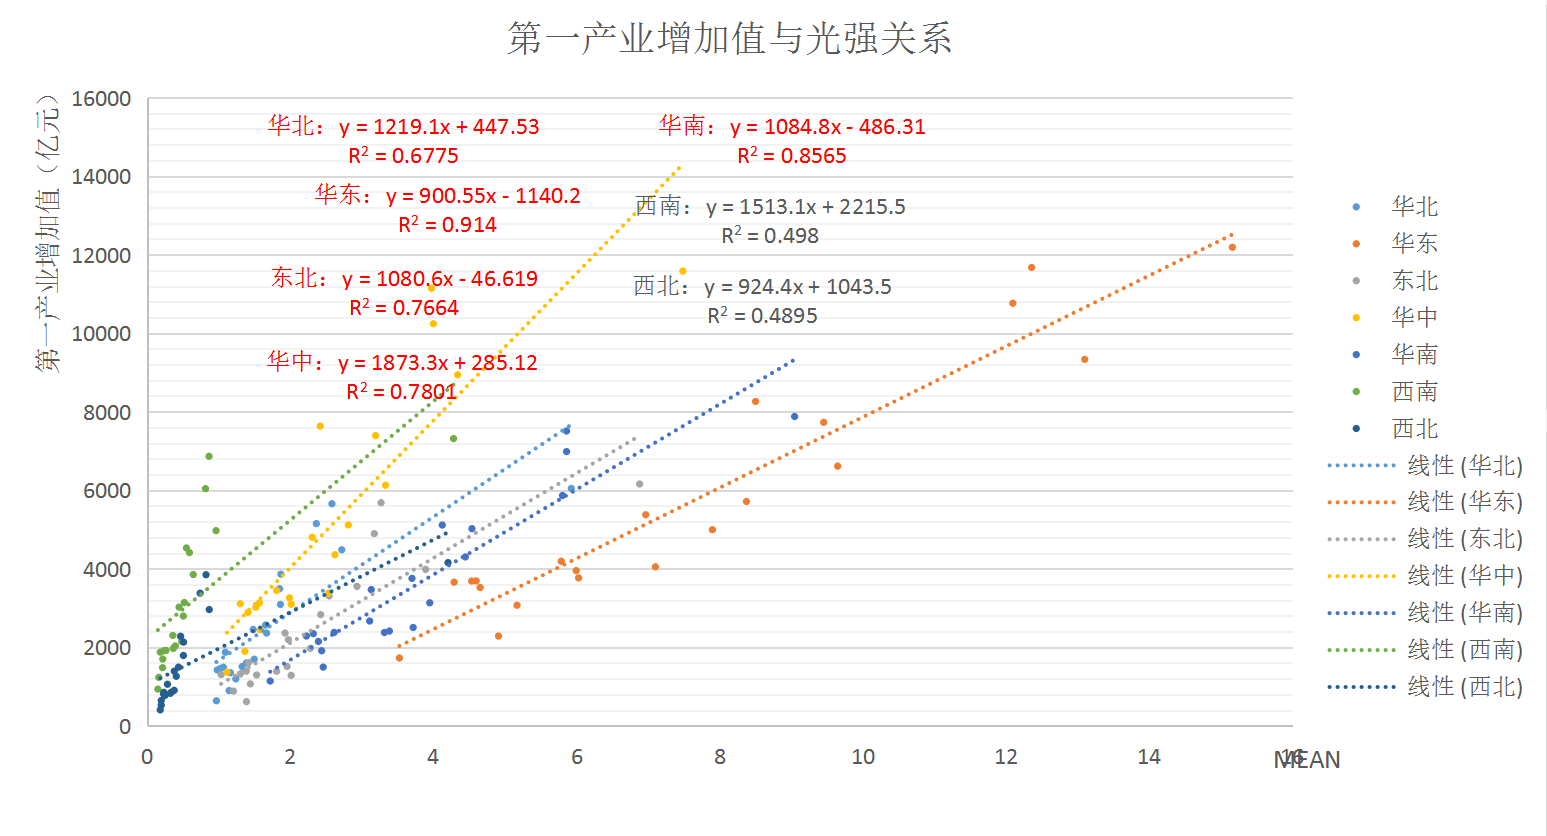 第一产业增加值与光强关系
第一产业增加值（亿元）
16000
14000
12000
10000
8000
6000
4000
2000
0
华北：y = 1219.1x + 447.53
R² = 0.6775
华南：y = 1084.8x - 486.31
R² = 0.8565
华东：y = 900.55x - 1140.2
R² = 0.914
西南：y = 1513.1x + 2215.5
R² = 0.498
东北：y = 1080.6x - 46.619
R² = 0.7664
西北：y = 924.4x + 1043.5
R² = 0.4895
华中：y = 1873.3x + 285.12
R² = 0.7801
0 2 4 6 8 10 12 14 16
MEAN
华北
华东
东北
华中
华南
西南
西北
线性 (华北)
线性 (华东)
线性 (东北)
线性 (华中)
线性 (华南)
线性 (西南)
线性 (西北)